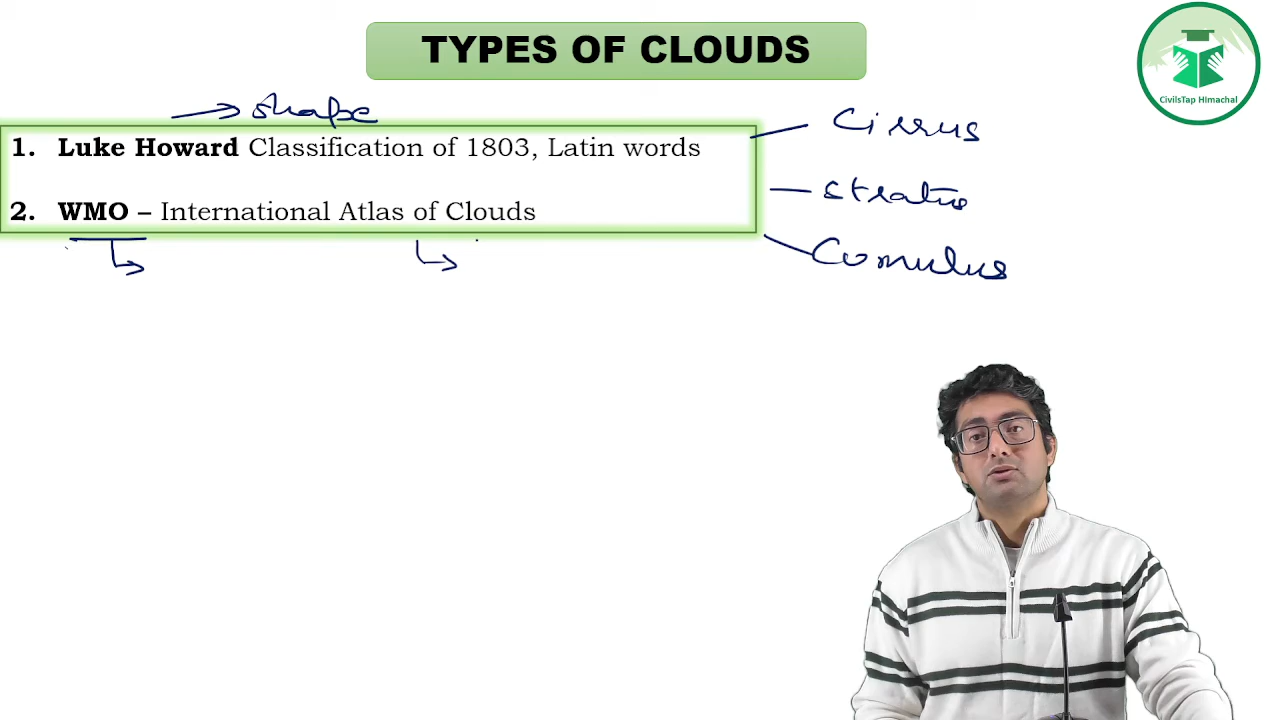 TYPES OF CLOUDS
CivilsTap Himachal
shape
1. Luke Howard Classification of 1803, Latin words
2. WMO – International Atlas of Clouds
Cirrus
Stratus
Comulus